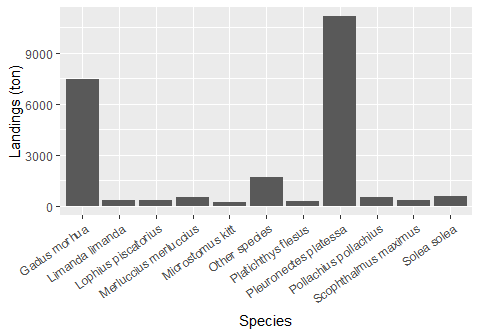 Landings (ton)
9000
6000
3000
0
Gadus morhua
Limanda limanda
Lophius piscatorius
Merluccius merluccius
Microstomus kitt
Other species
Platichthys flesus
Pleuronectes platessa
Pollachius pollachius
Scophthalmus maximus
Solea solea
Species